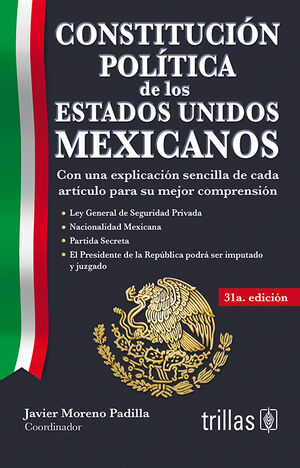 CONSTITUCIÓN
POLÍTICA
de los
ESTADOS UNIDOS
MEXICANOS
Con una explicación sencilla de cada
artículo para su mejor comprensión
• Ley General de Seguridad Privada
• Nacionalidad Mexicana
• Partida Secreta
• El Presidente de la República podrá ser imputado
y juzgado
31a. edición
Javier Moreno Padilla
Coordinador
trillas